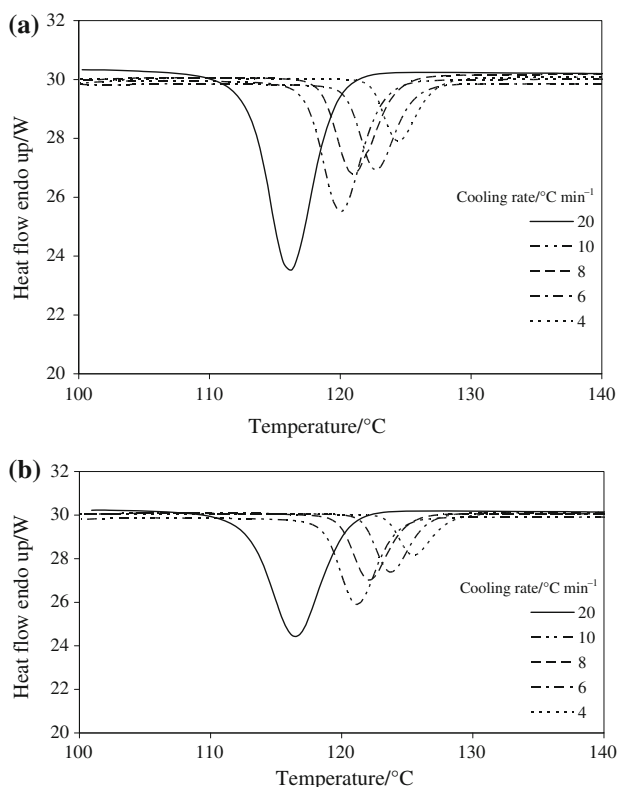 (a)
32
30
28
26
24
22
20
Heat flow endo up/W
Cooling rate/°C min⁻¹
20
10
8
6
4
100 110 120 130 140
Temperature/°C
(b)
32
30
28
26
24
22
20
Heat flow endo up/W
Cooling rate/°C min⁻¹
20
10
8
6
4
100 110 120 130 140
Temperature/°C